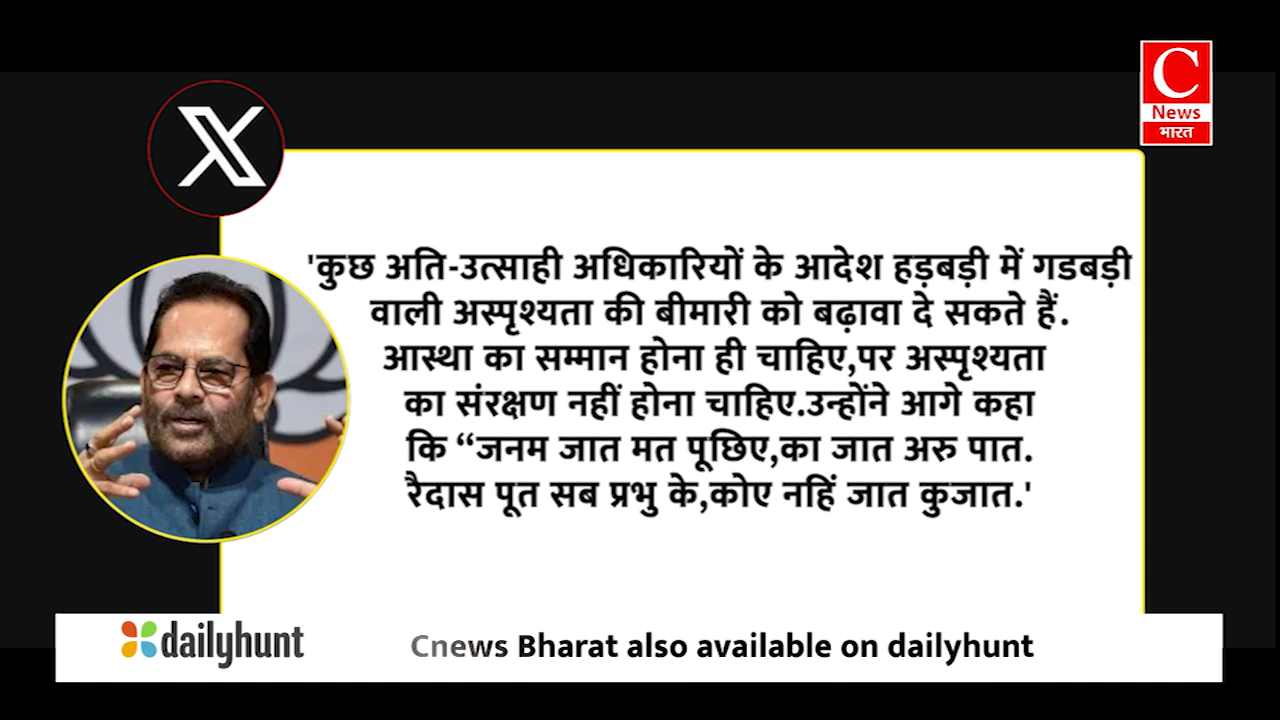 C
News
भारत
'कुछ अति-उत्साही अधिकारियों के आदेश हड़बड़ी में गडबड़ी
वाली अस्पृश्यता की बीमारी को बढ़ावा दे सकते हैं.
आस्था का सम्मान होना ही चाहिए,पर अस्पृश्यता
का संरक्षण नहीं होना चाहिए.उन्होंने आगे कहा
कि “जनम जात मत पूछिए,का जात अरु पात.
रैदास पूत सब प्रभु के,कोए नहिं जात कुजात.'
dailyhunt
Cnews Bharat also available on dailyhunt